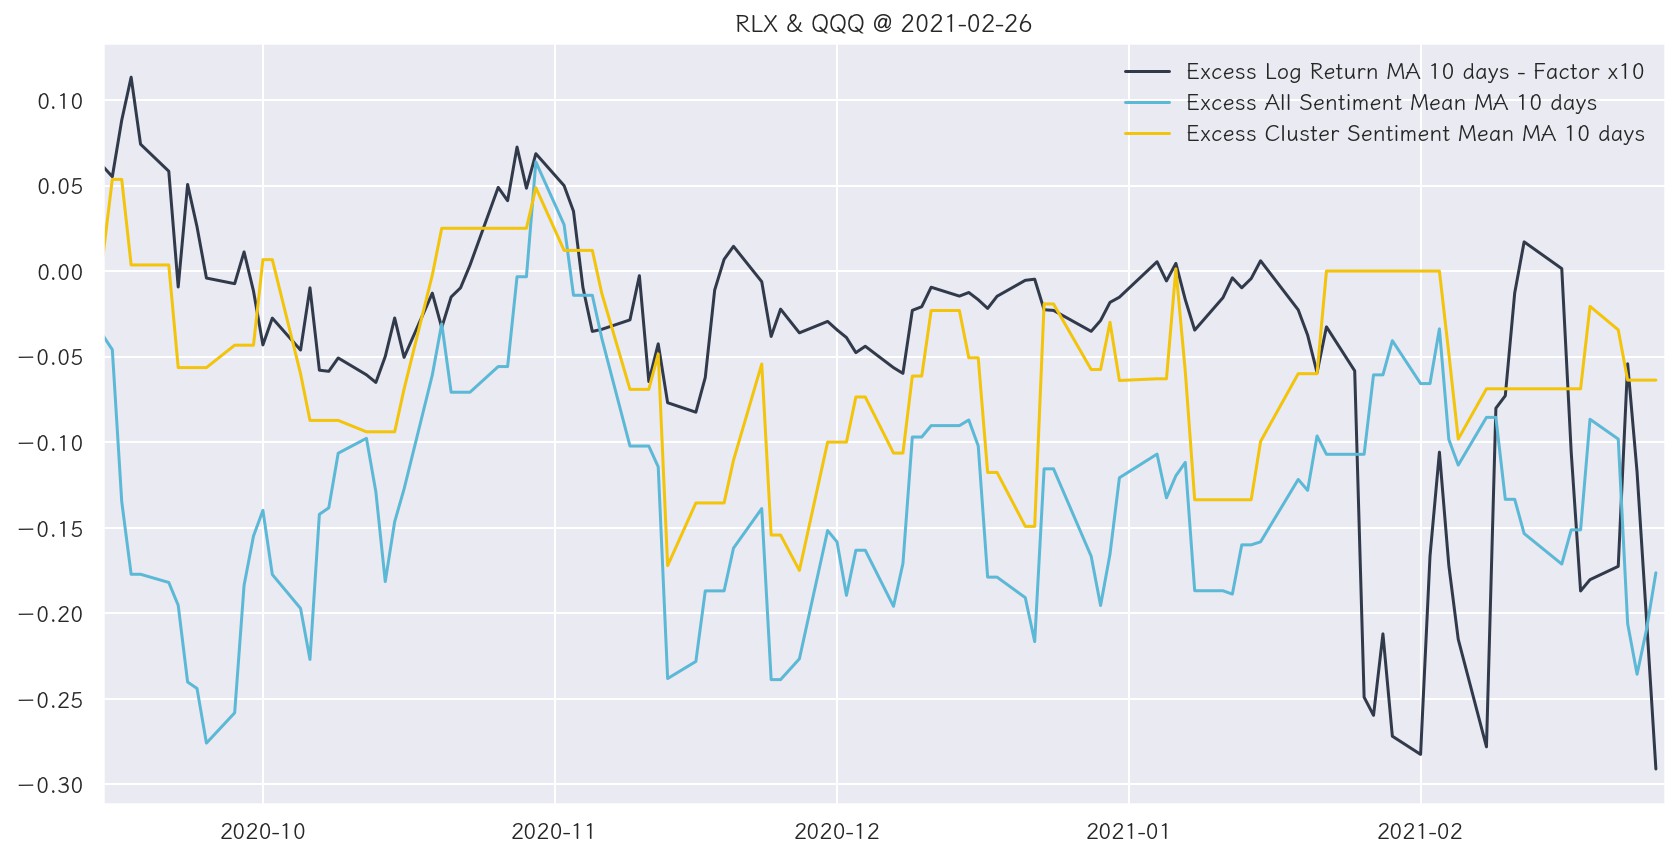 RLX & QQQ @ 2021-02-26
Excess Log Return MA 10 days - Factor x10
Excess All Sentiment Mean MA 10 days
Excess Cluster Sentiment Mean MA 10 days
0.10
0.05
0.00
−0.05
−0.10
−0.15
−0.20
−0.25
−0.30
2020-10 2020-11 2020-12 2021-01 2021-02